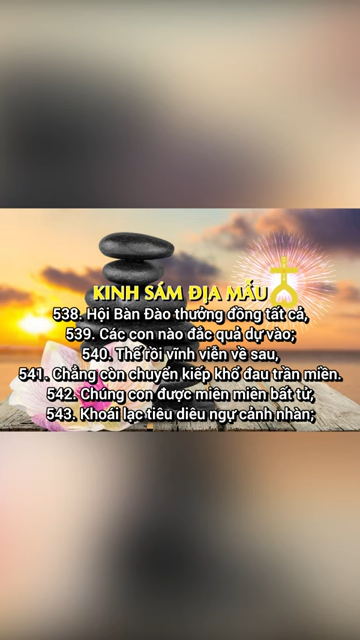 KINH SÁM ĐỊA MẪU
538. Hội Bàn Đào thưởng đồng tất cả,
539. Các con nào đắc quả dự vào;
540. Thế rồi vĩnh viễn về sau,
541. Chẳng còn chuyển kiếp khổ đau trần miền.
542. Chúng con được miên miên bất tử,
543. Khoái lạc tiêu diêu ngự cảnh nhàn;